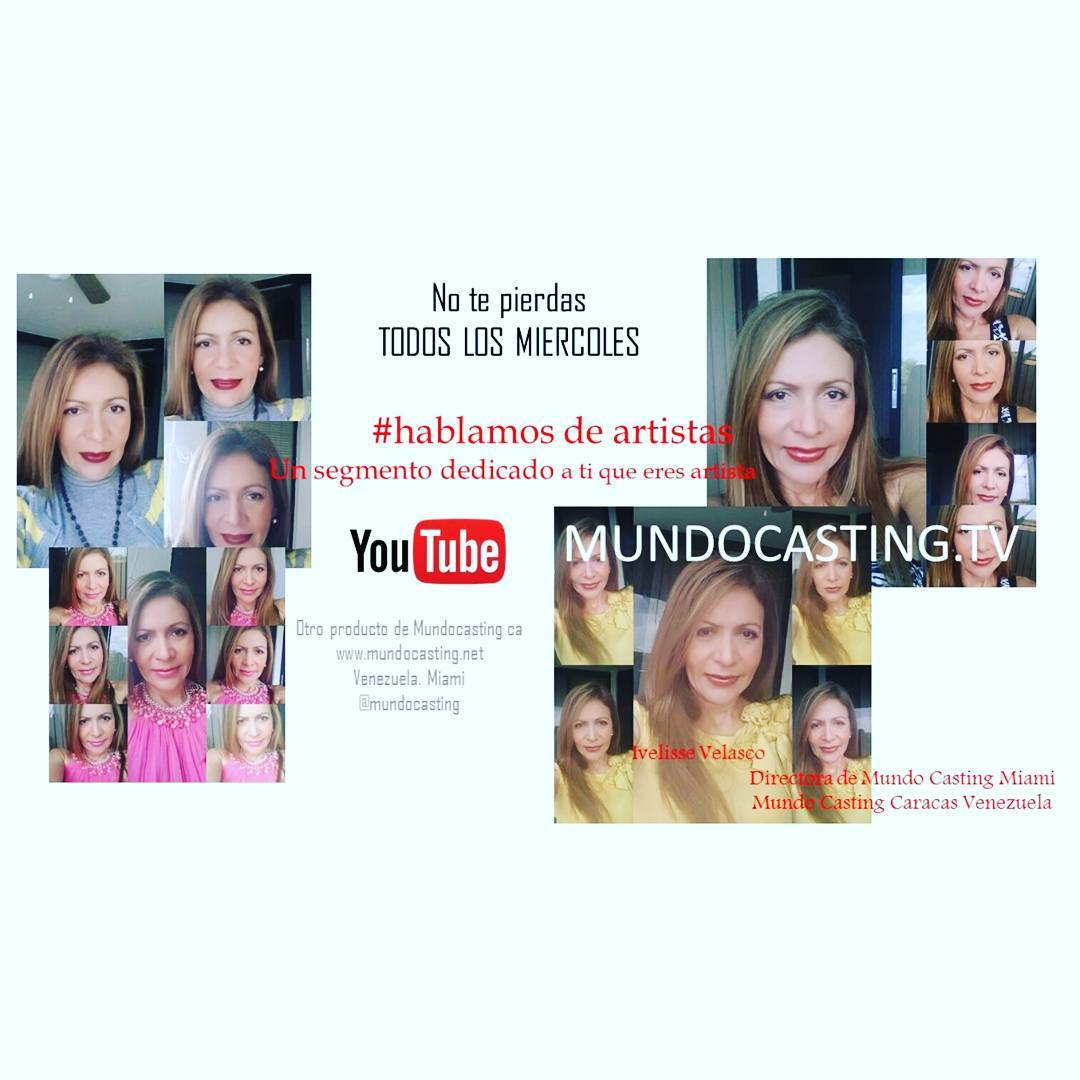 No te pierdas
TODOS LOS MIERCOLES
#hablamos de artistas
Un segmento dedicado a ti que eres artista
YouTube
MUNDOCASTING.TV
Otro producto de Mundocasting ca
www.mundocasting.net
Venezuela. Miami
@mundocasting
Ivelisse Velasco
Directora de Mundo Casting Miami
Mundo Casting Caracas Venezuela